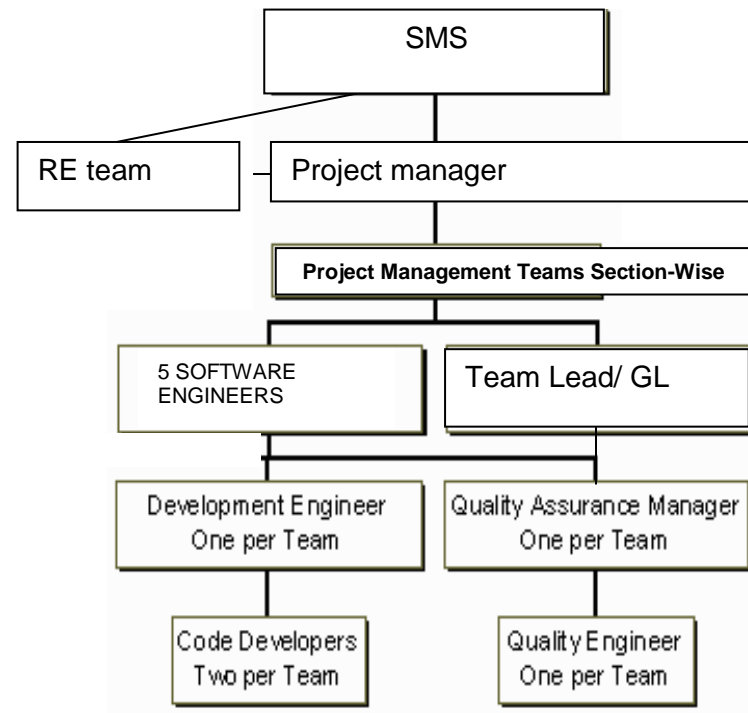 SMS
RE team
Project manager
Project Management Teams Section-Wise
5 SOFTWARE
ENGINEERS
Team Lead/ GL
Development Engineer
One per Team
Quality Assurance Manager
One per Team
Code Developers
Two per Team
Quality Engineer
One per Team